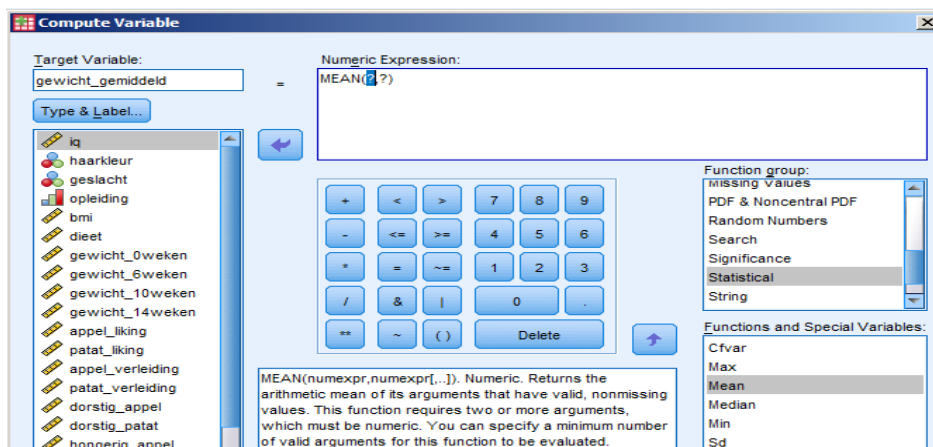 Compute Variable
Target Variable:
gewicht_gemiddeld
=
Numeric Expression:
MEAN(?,?)
Type & Label...
iq
haarkleur
geslacht
opleiding
bmi
dieet
gewicht_0weken
gewicht_6weken
gewicht_10weken
gewicht_14weken
appel_liking
patat_liking
appel_verleiding
patat_verleiding
dorstig_appel
dorstig_patat
hongerig_appel
+ < > 7 8 9
- <= >= 4 5 6
* = ~= 1 2 3
/ & | 0 .
** ~ ( ) Delete
MEAN(numexpr,numexpr[,..]). Numeric. Returns the
arithmetic mean of its arguments that have valid, nonmissing
values. This function requires two or more arguments,
which must be numeric. You can specify a minimum number
of valid arguments for this function to be evaluated.
Function group:
Missing Values
PDF & Noncentral PDF
Random Numbers
Search
Significance
Statistical
String
Functions and Special Variables:
Cfvar
Max
Mean
Median
Min
Sd